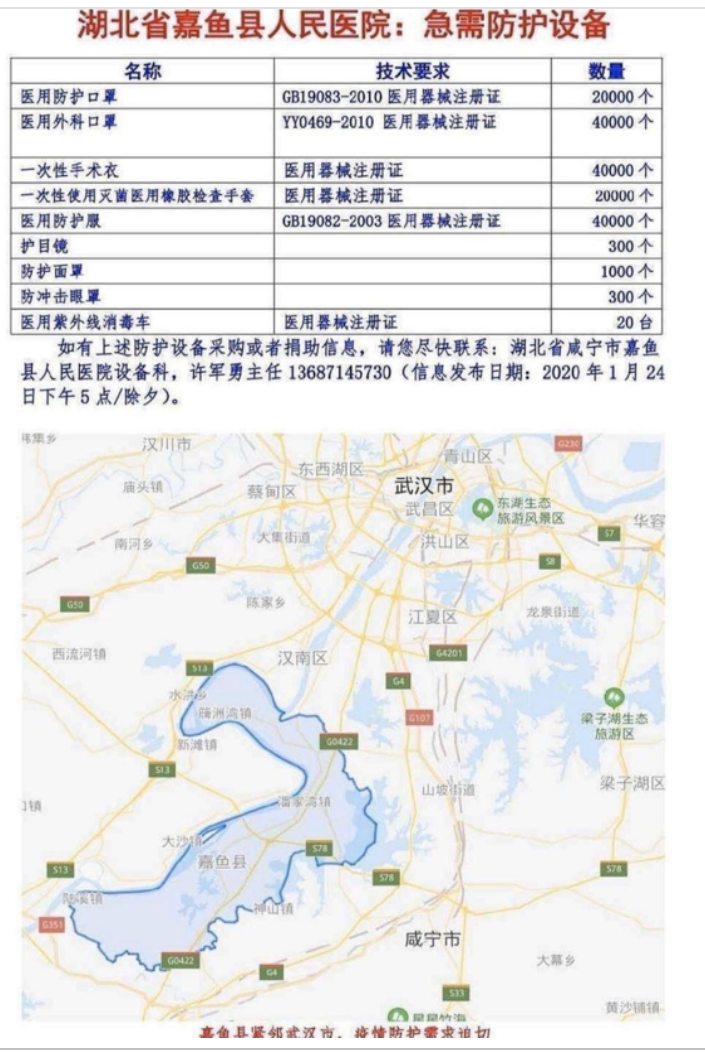 湖北省嘉鱼县人民医院：急需防护设备
名称 技术要求 数量
医用防护口罩 GB19083-2010 医用器械注册证 20000 个
医用外科口罩 YY0469-2010 医用器械注册证 40000 个
一次性手术衣 医用器械注册证 40000 个
一次性使用灭菌医用橡胶检查手套 医用器械注册证 20000 个
医用防护服 GB19082-2003 医用器械注册证 40000 个
护目镜 300 个
防护面罩 1000 个
防冲击眼罩 300 个
医用紫外线消毒车 医用器械注册证 20 台
如有上述防护设备采购或者捐助信息，请您尽快联系：湖北省咸宁市嘉鱼
县人民医院设备科，许军勇主任 13687145730（信息发布日期：2020 年 1 月 24
日下午 5 点/除夕）。
集乡
汉川市
G230
青山区
东西湖区
庙头镇
蔡甸区
武汉市
武昌区
东湖生态
旅游风景区
华容
S7
南河乡
大集街道
洪山区
G50
S8
G50
陈家乡
江夏区
龙泉街道
西流河镇
汉南区
G4201
S13
G4
水洪乡
簰洲湾镇
G107
梁子湖生态
旅游区
新滩镇
G0422
S13
梁子湖区
山坡街道
口镇
潘家湾镇
大沙镇
S78
嘉鱼县
S13
S78
S78
陆溪镇
神山镇
G351
咸宁市
G0422
大幕乡
G4
S33
黄沙铺镇
星星竹海
嘉鱼县紧邻武汉市，疫情防护需求迫切